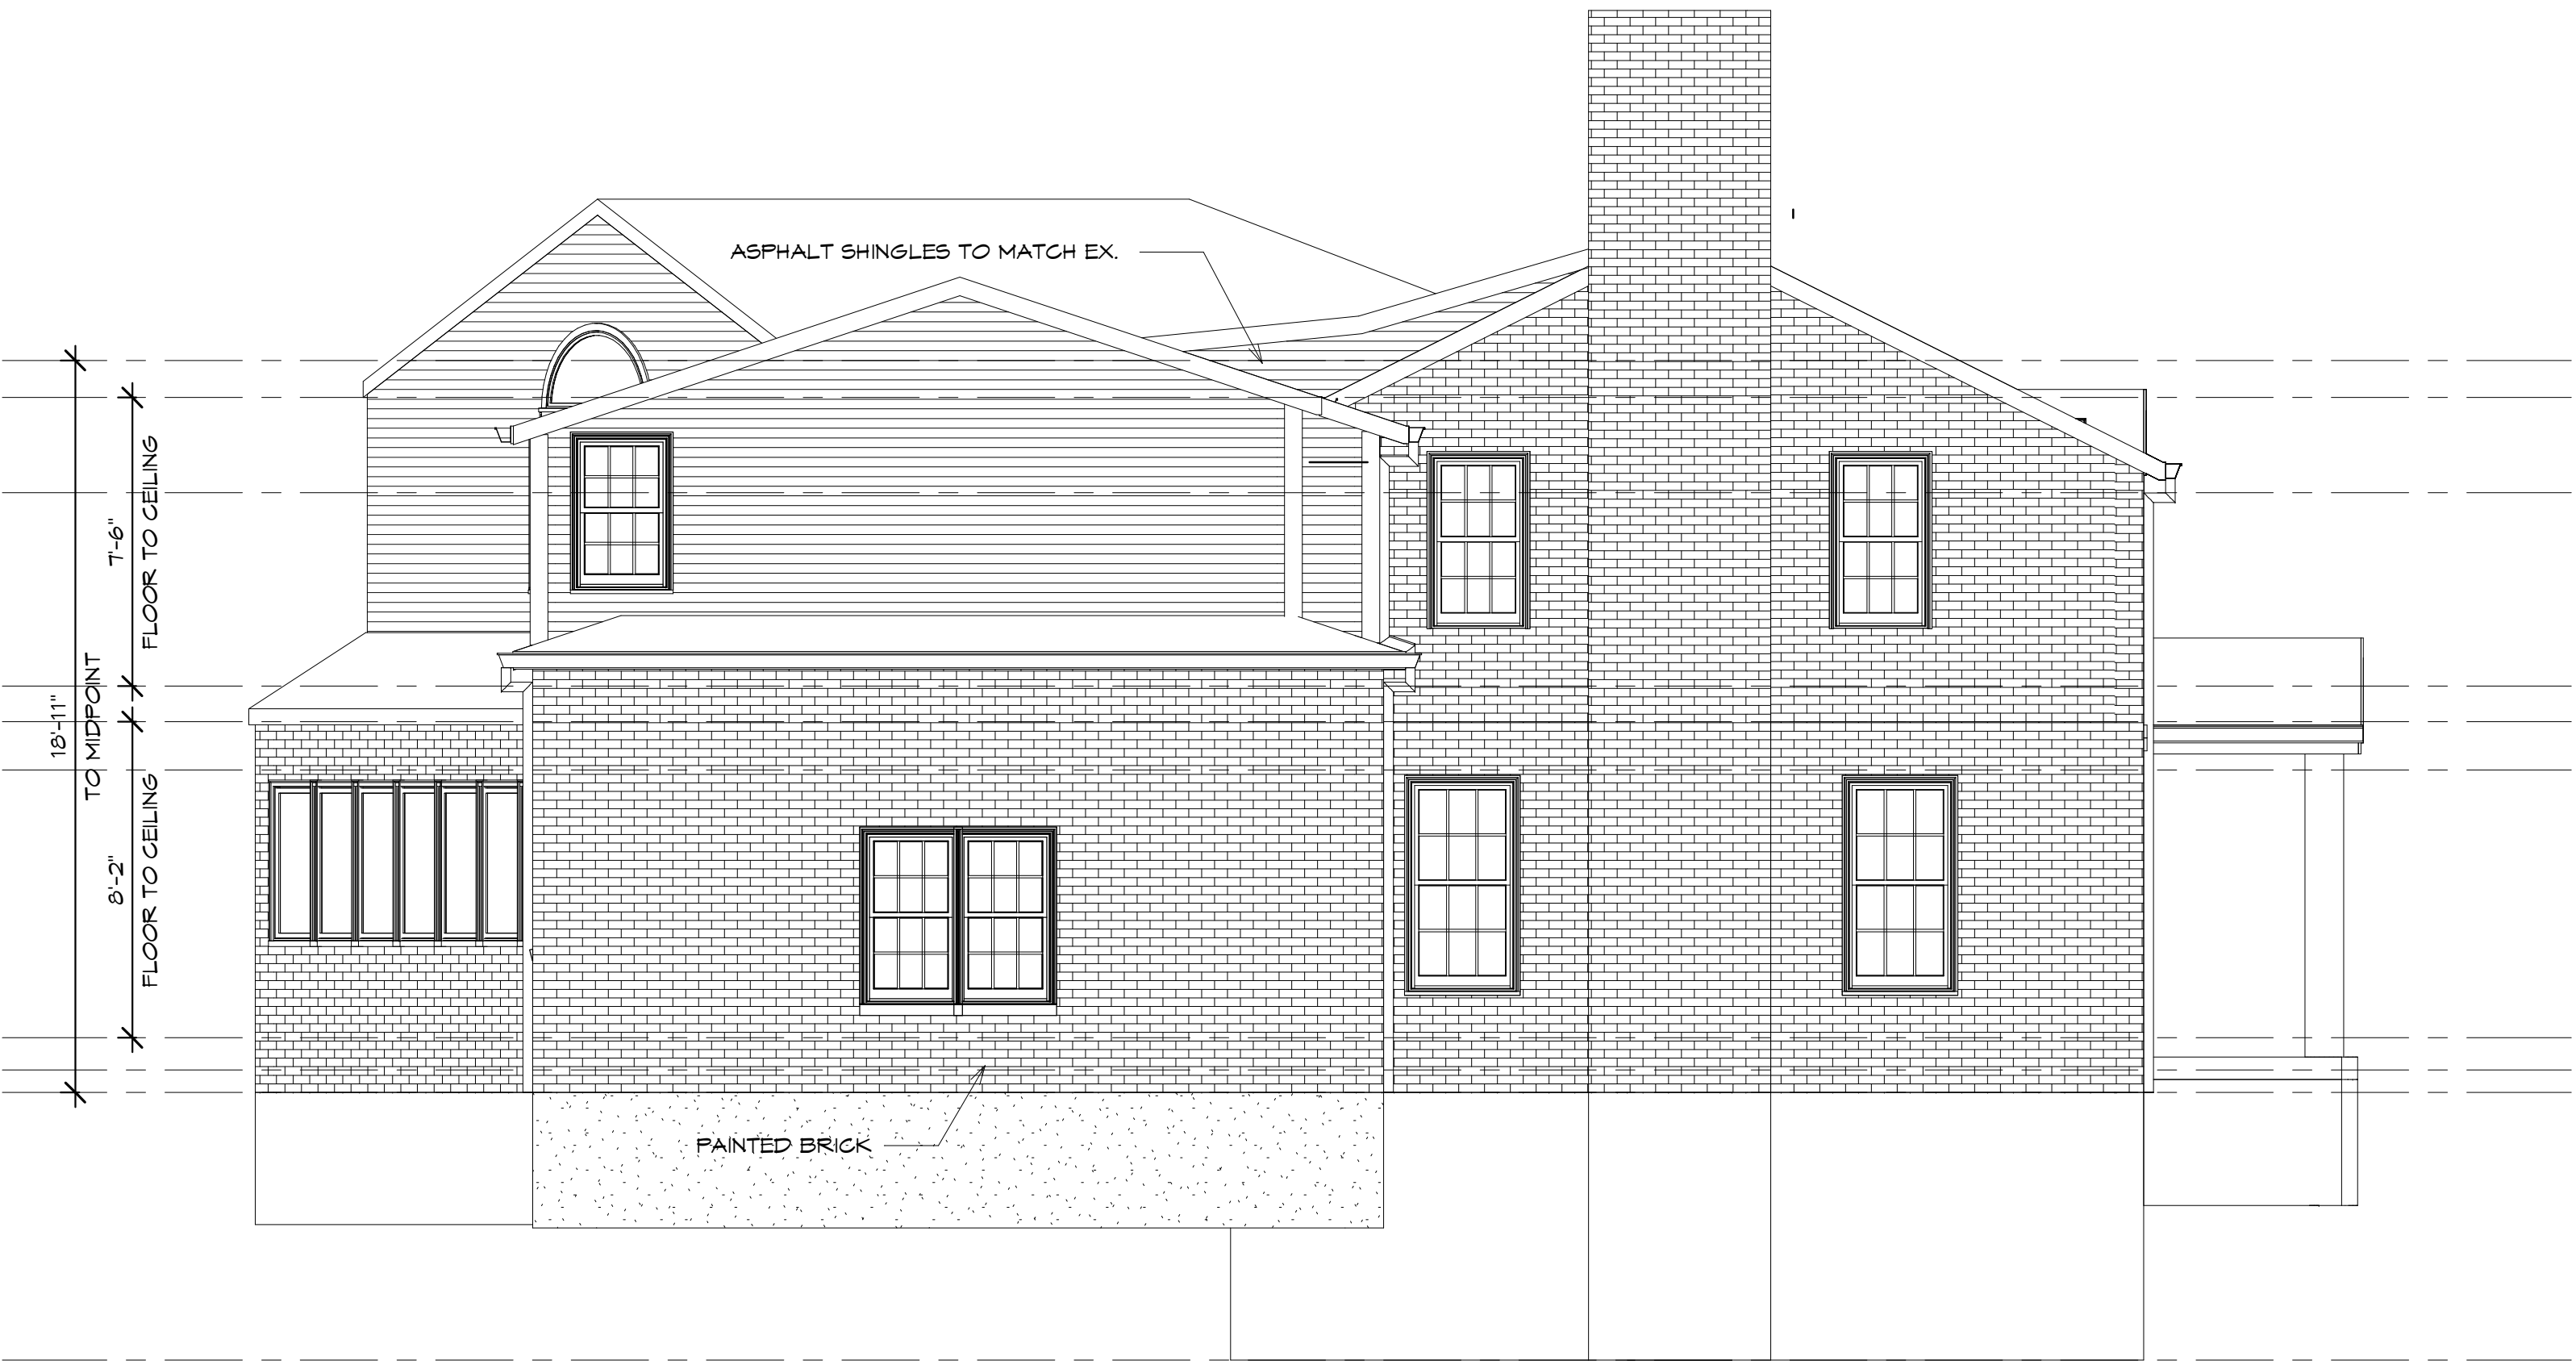 ASPHALT SHINGLES TO MATCH EX.
7'-6"
FLOOR TO CEILING
18'-11"
TO MIDPOINT
8'-2"
FLOOR TO CEILING
PAINTED BRICK